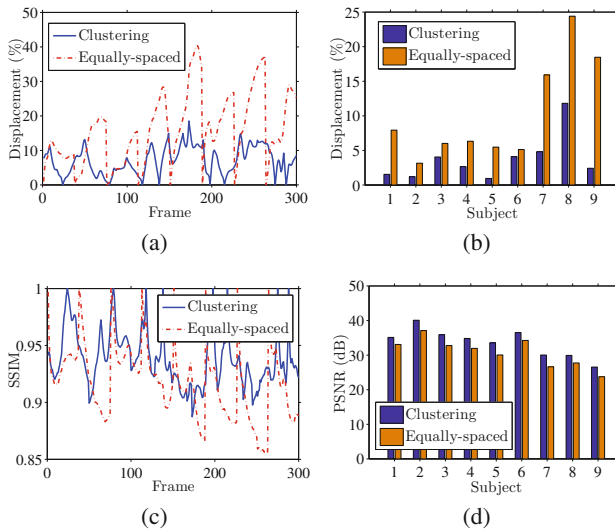 50
40
30
20
10
0
Displacement (%)
Clustering
Equally-spaced
0 100 200 300
Frame
(a)
25
20
15
10
5
0
Displacement (%)
Clustering
Equally-spaced
1 2 3 4 5 6 7 8 9
Subject
(b)
1
0.95
0.9
0.85
SSIM
Clustering
Equally-spaced
0 100 200 300
Frame
(c)
50
40
30
20
10
0
PSNR (dB)
Clustering
Equally-spaced
1 2 3 4 5 6 7 8 9
Subject
(d)